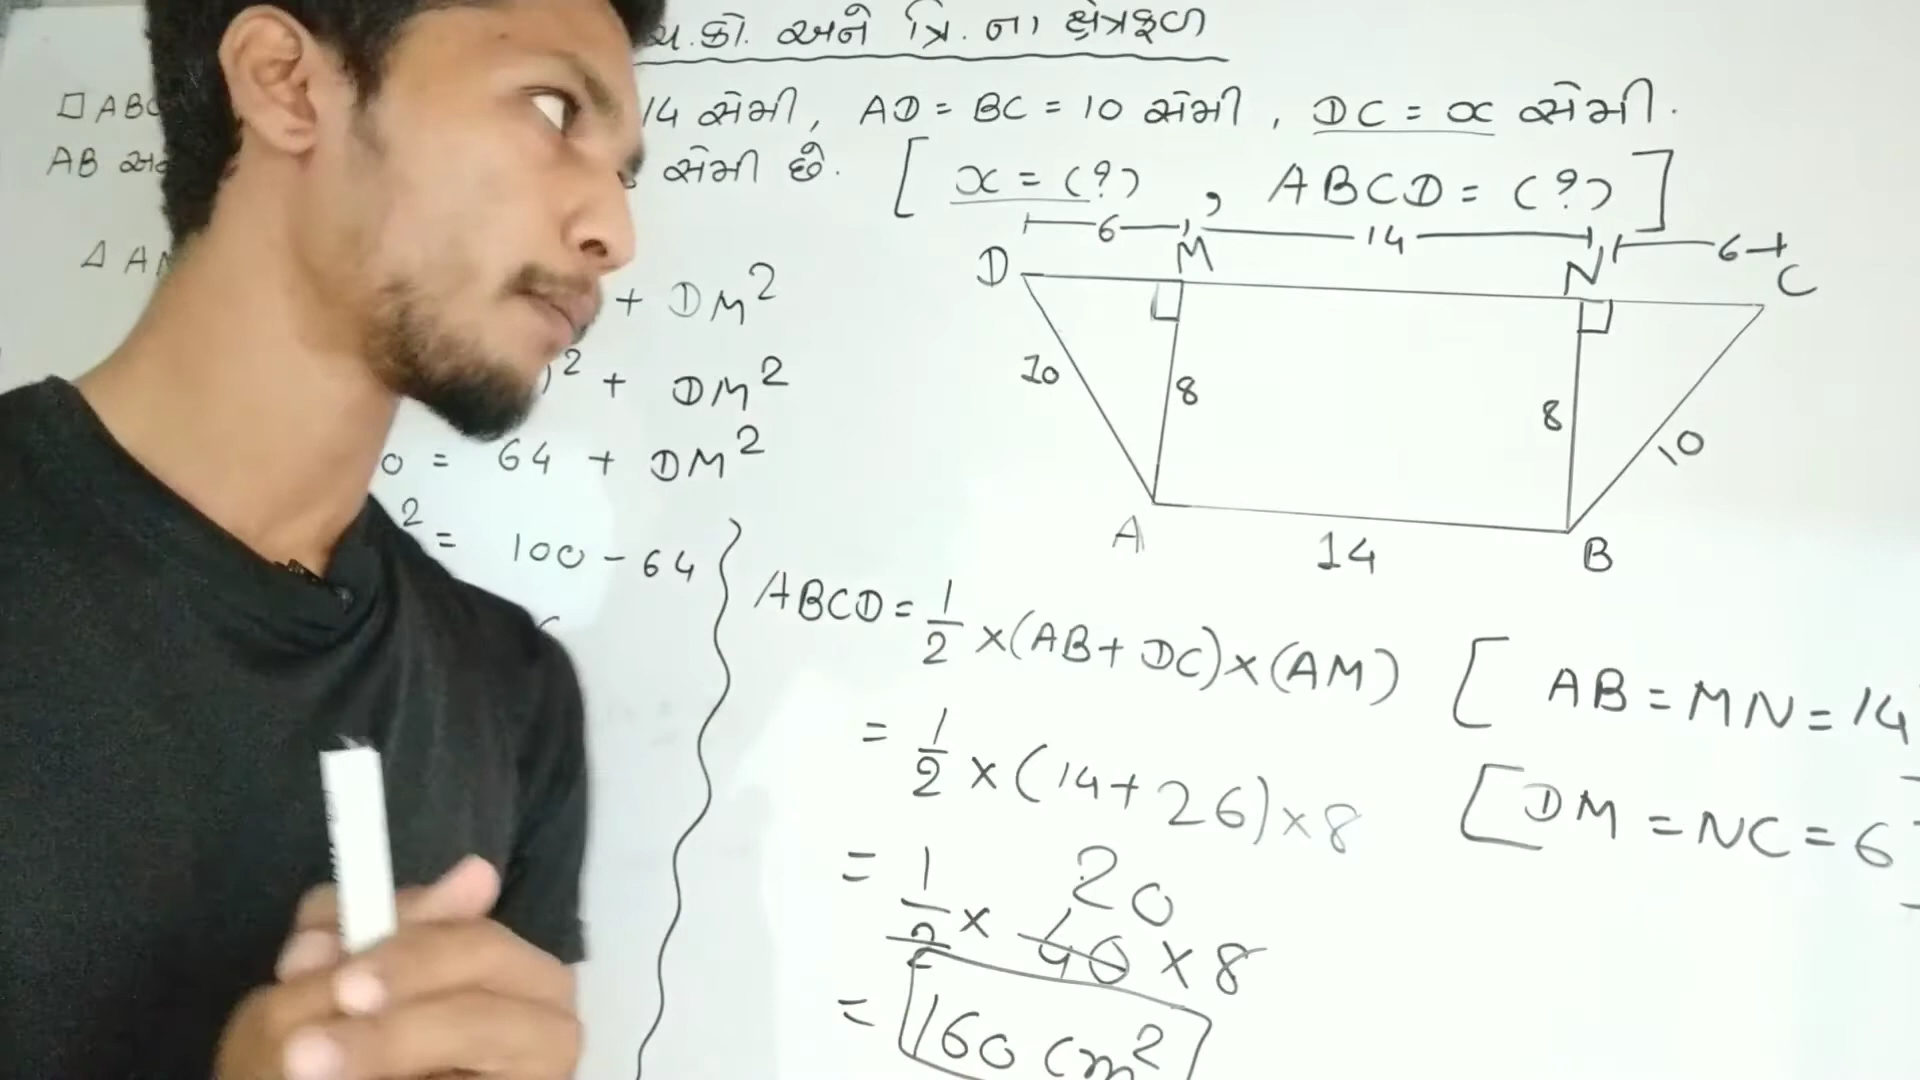 ય.કો. અને ત્રિ. ના ક્ષેત્રફળ
□ ABC 14 સેમી, AD = BC = 10 સેમી, DC = x સેમી.
AB સેમી છે. [ x = (?) , ABCD = (?) ]
6 14 6
D M N C
Δ A
+ DM²
)² + DM²
0 = 64 + DM²
² = 100 - 64
10 8 8 10
A 14 B
ABCD = 1/2 × (AB + DC) × (AM) [ AB = MN = 14
= 1/2 × (14 + 26) × 8 [ DM = NC = 6 ]
20
= 1/2 × 40 × 8
= 160 cm²